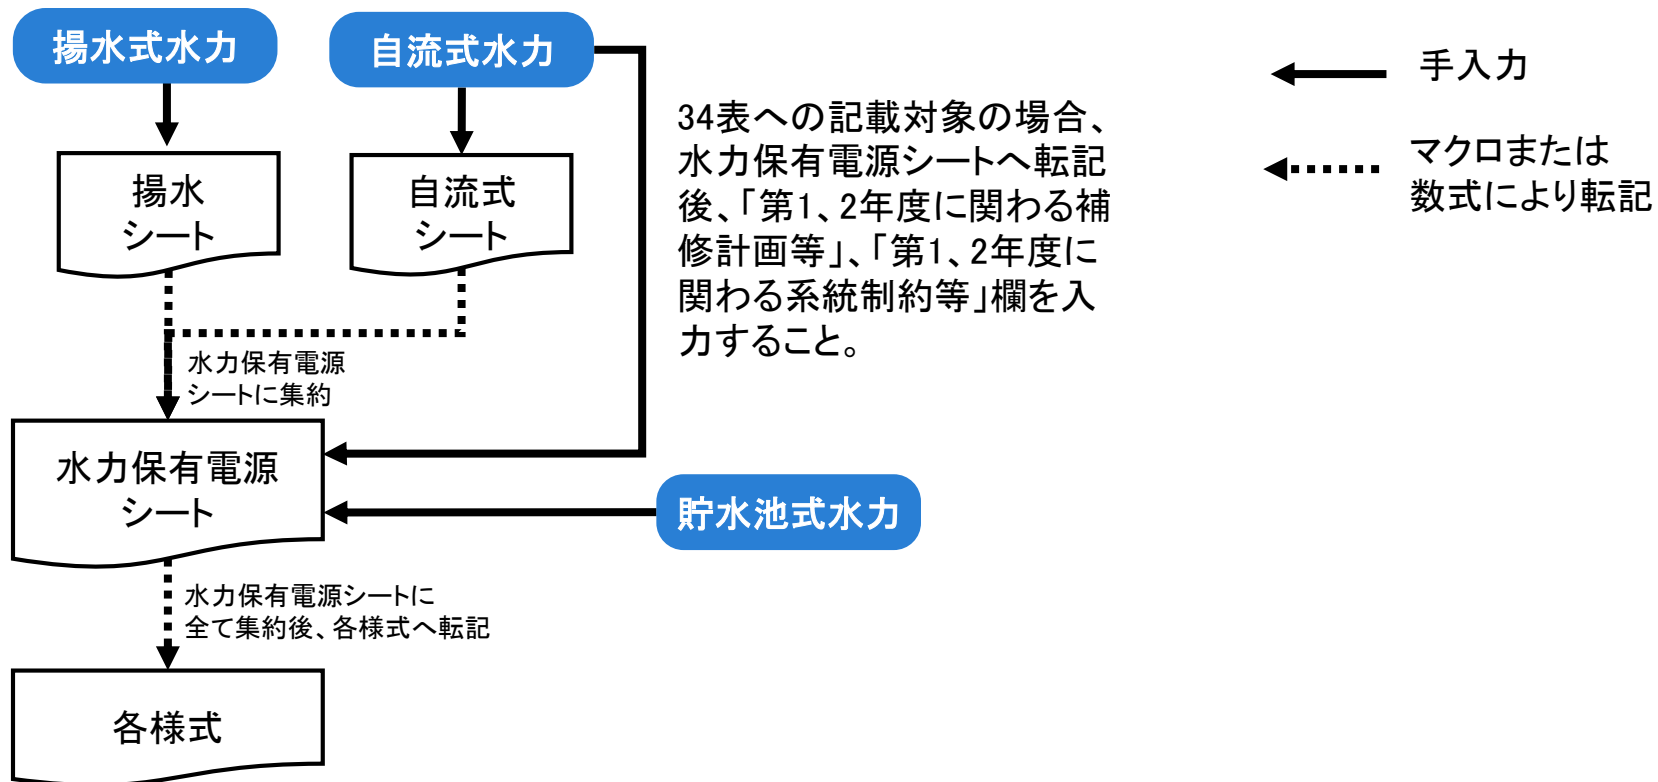 揚水式水力
自流式水力
手入力
マクロまたは
数式により転記
34表への記載対象の場合、
水力保有電源シートへ転記
後、「第1、2年度に関わる補
修計画等」、「第1、2年度に
関わる系統制約等」欄を入
力すること。
揚水
シート
自流式
シート
水力保有電源
シートに集約
水力保有電源
シート
貯水池式水力
水力保有電源シートに
全て集約後、各様式へ転記
各様式